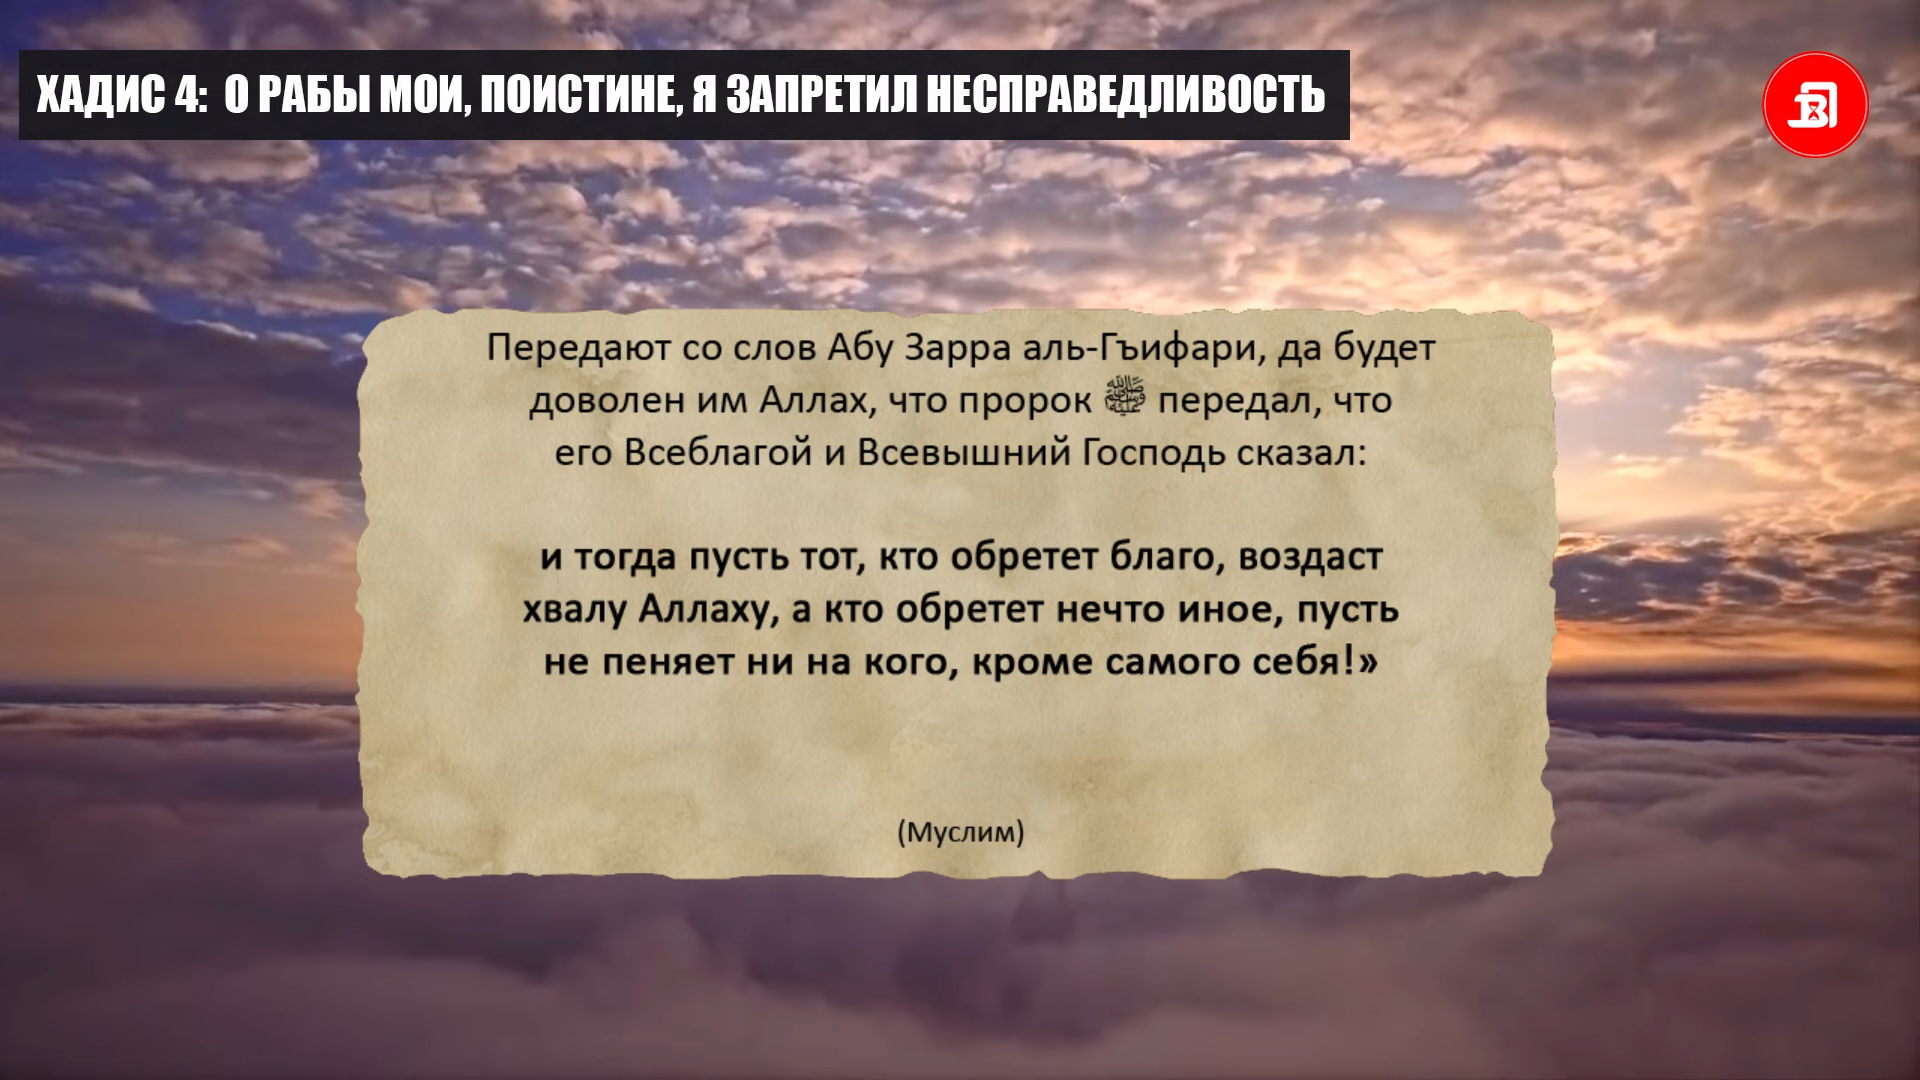 ХАДИС 4: О РАБЫ МОИ, ПОИСТИНЕ, Я ЗАПРЕТИЛ НЕСПРАВЕДЛИВОСТЬ
Передают со слов Абу Зарра аль-Гъифари, да будет
доволен им Аллах, что пророк ﷺ передал, что
его Всеблагой и Всевышний Господь сказал:
и тогда пусть тот, кто обретет благо, воздаст
хвалу Аллаху, а кто обретет нечто иное, пусть
не пеняет ни на кого, кроме самого себя!»
(Муслим)